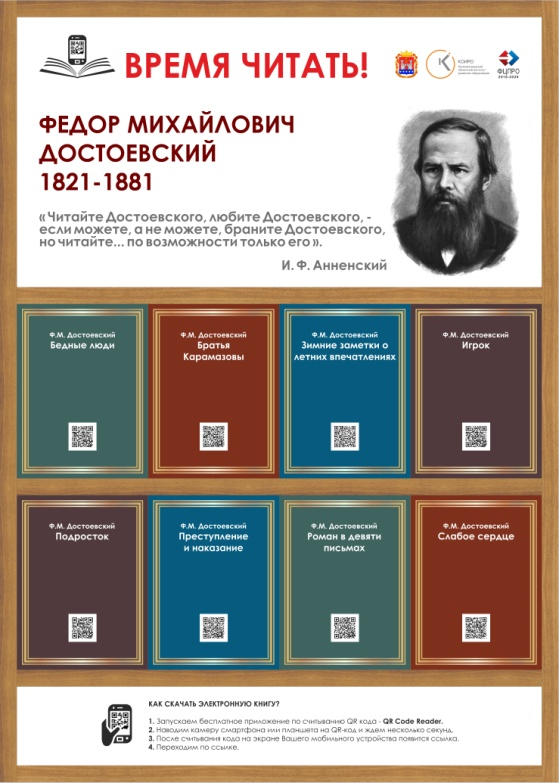 ВРЕМЯ ЧИТАТЬ!
КОИРО
ФЦПРО
2016-2020
ФЕДОР МИХАЙЛОВИЧ
ДОСТОЕВСКИЙ
1821-1881
« Читайте Достоевского, любите Достоевского, -
если можете, а не можете, браните Достоевского,
но читайте... по возможности только его ».
И. Ф. Анненский
Ф.М. Достоевский
Бедные люди
Ф.М. Достоевский
Братья
Карамазовы
Ф.М. Достоевский
Зимние заметки о
летних впечатлениях
Ф.М. Достоевский
Игрок
Ф.М. Достоевский
Подросток
Ф.М. Достоевский
Преступление
и наказание
Ф.М. Достоевский
Роман в девяти
письмах
Ф.М. Достоевский
Слабое сердце
КАК СКАЧАТЬ ЭЛЕКТРОННУЮ КНИГУ?
1. Запускаем бесплатное приложение по считыванию QR кода - QR Code Reader.
2. Наводим камеру смартфона или планшета на QR-код и ждем несколько секунд.
3. После считывания кода на экране Вашего мобильного устройства появится ссылка.
4. Переходим по ссылке.